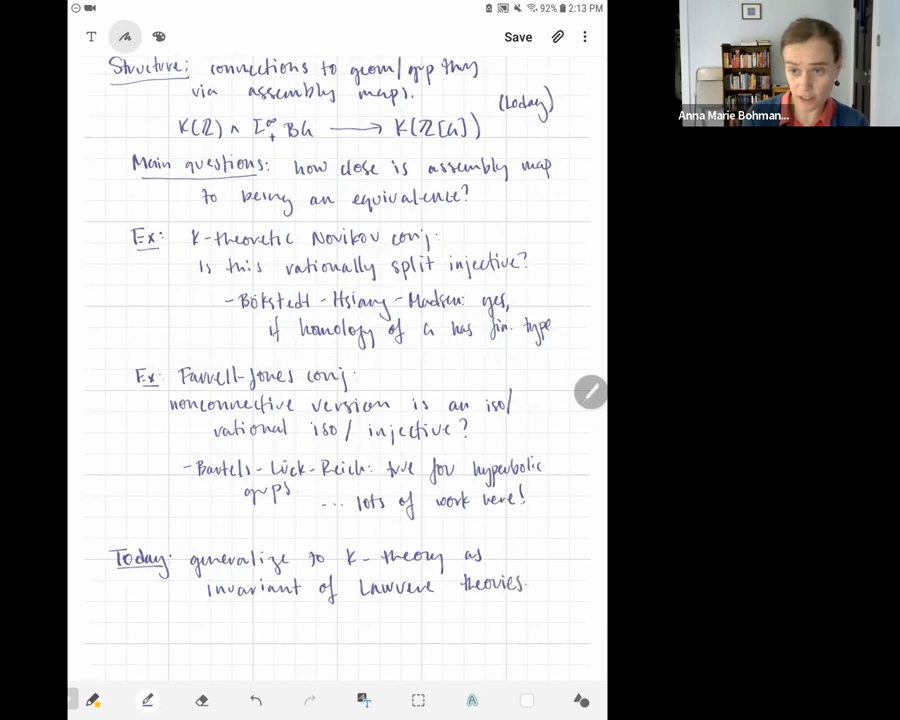 92% 2:13 PM
T Save
Structure: connections to geom/grp thry
via assembly maps.
(today)
K(ℤ) ∧ Σ^∞_+ BG ⟶ K(ℤ[G])
Main questions: how close is assembly map
to being an equivalence?
Ex: K-theoretic Novikov conj:
Is this rationally split injective?
- Bökstedt - Hsiang - Madsen: yes,
if homology of G has fin. type
Ex: Farrell-Jones conj:
nonconnective version is an iso/
rational iso/ injective?
- Bartels - Lück - Reich: true for hyperbolic
grps.
... lots of work here!
Today: generalize to K-theory as
invariant of Lawvere theories.
Anna Marie Bohman...